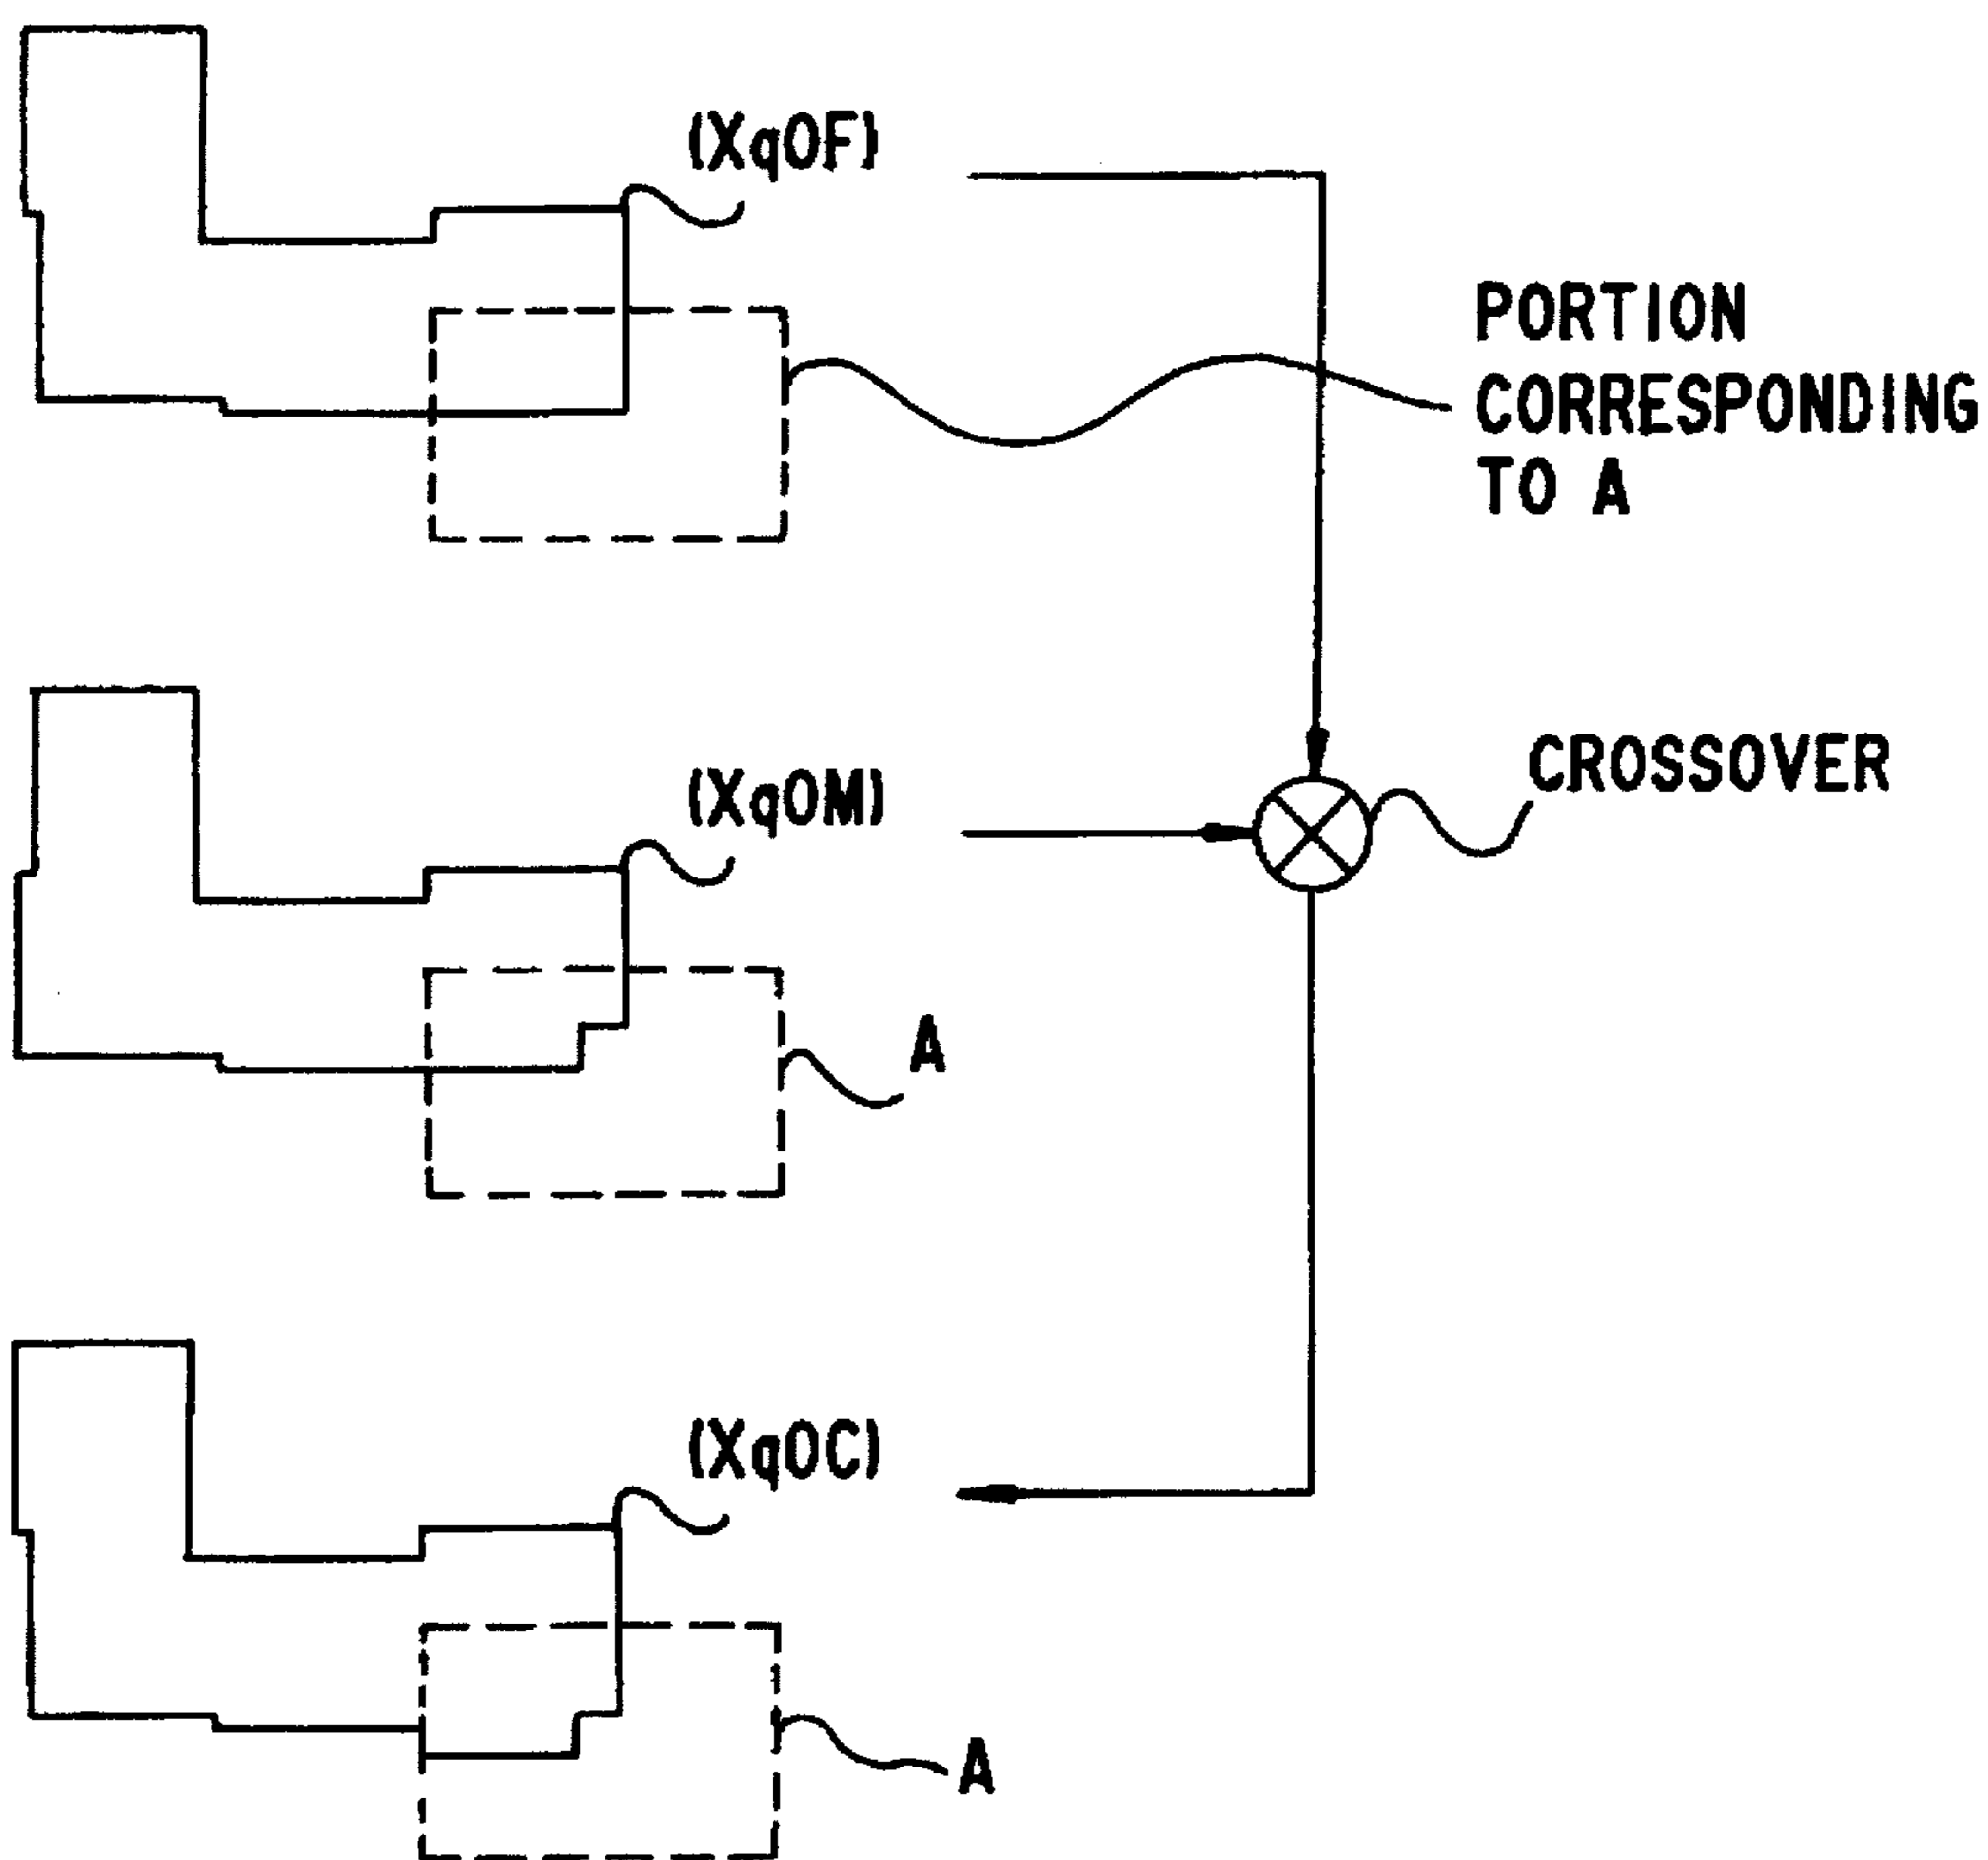 (XqOF)
PORTION
CORRESPONDING
TO A
(XqOM)
CROSSOVER
A
(XqOC)
A